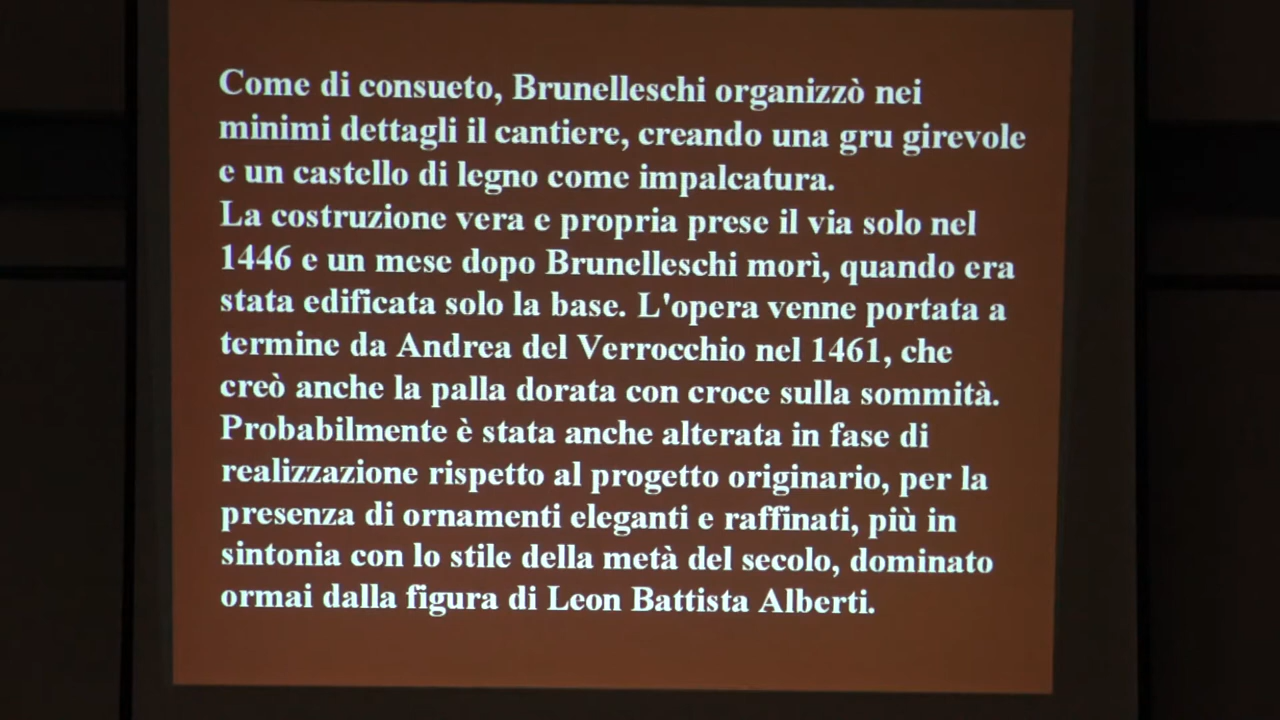 Come di consueto, Brunelleschi organizzò nei
minimi dettagli il cantiere, creando una gru girevole
e un castello di legno come impalcatura.
La costruzione vera e propria prese il via solo nel
1446 e un mese dopo Brunelleschi morì, quando era
stata edificata solo la base. L'opera venne portata a
termine da Andrea del Verrocchio nel 1461, che
creò anche la palla dorata con croce sulla sommità.
Probabilmente è stata anche alterata in fase di
realizzazione rispetto al progetto originario, per la
presenza di ornamenti eleganti e raffinati, più in
sintonia con lo stile della metà del secolo, dominato
ormai dalla figura di Leon Battista Alberti.